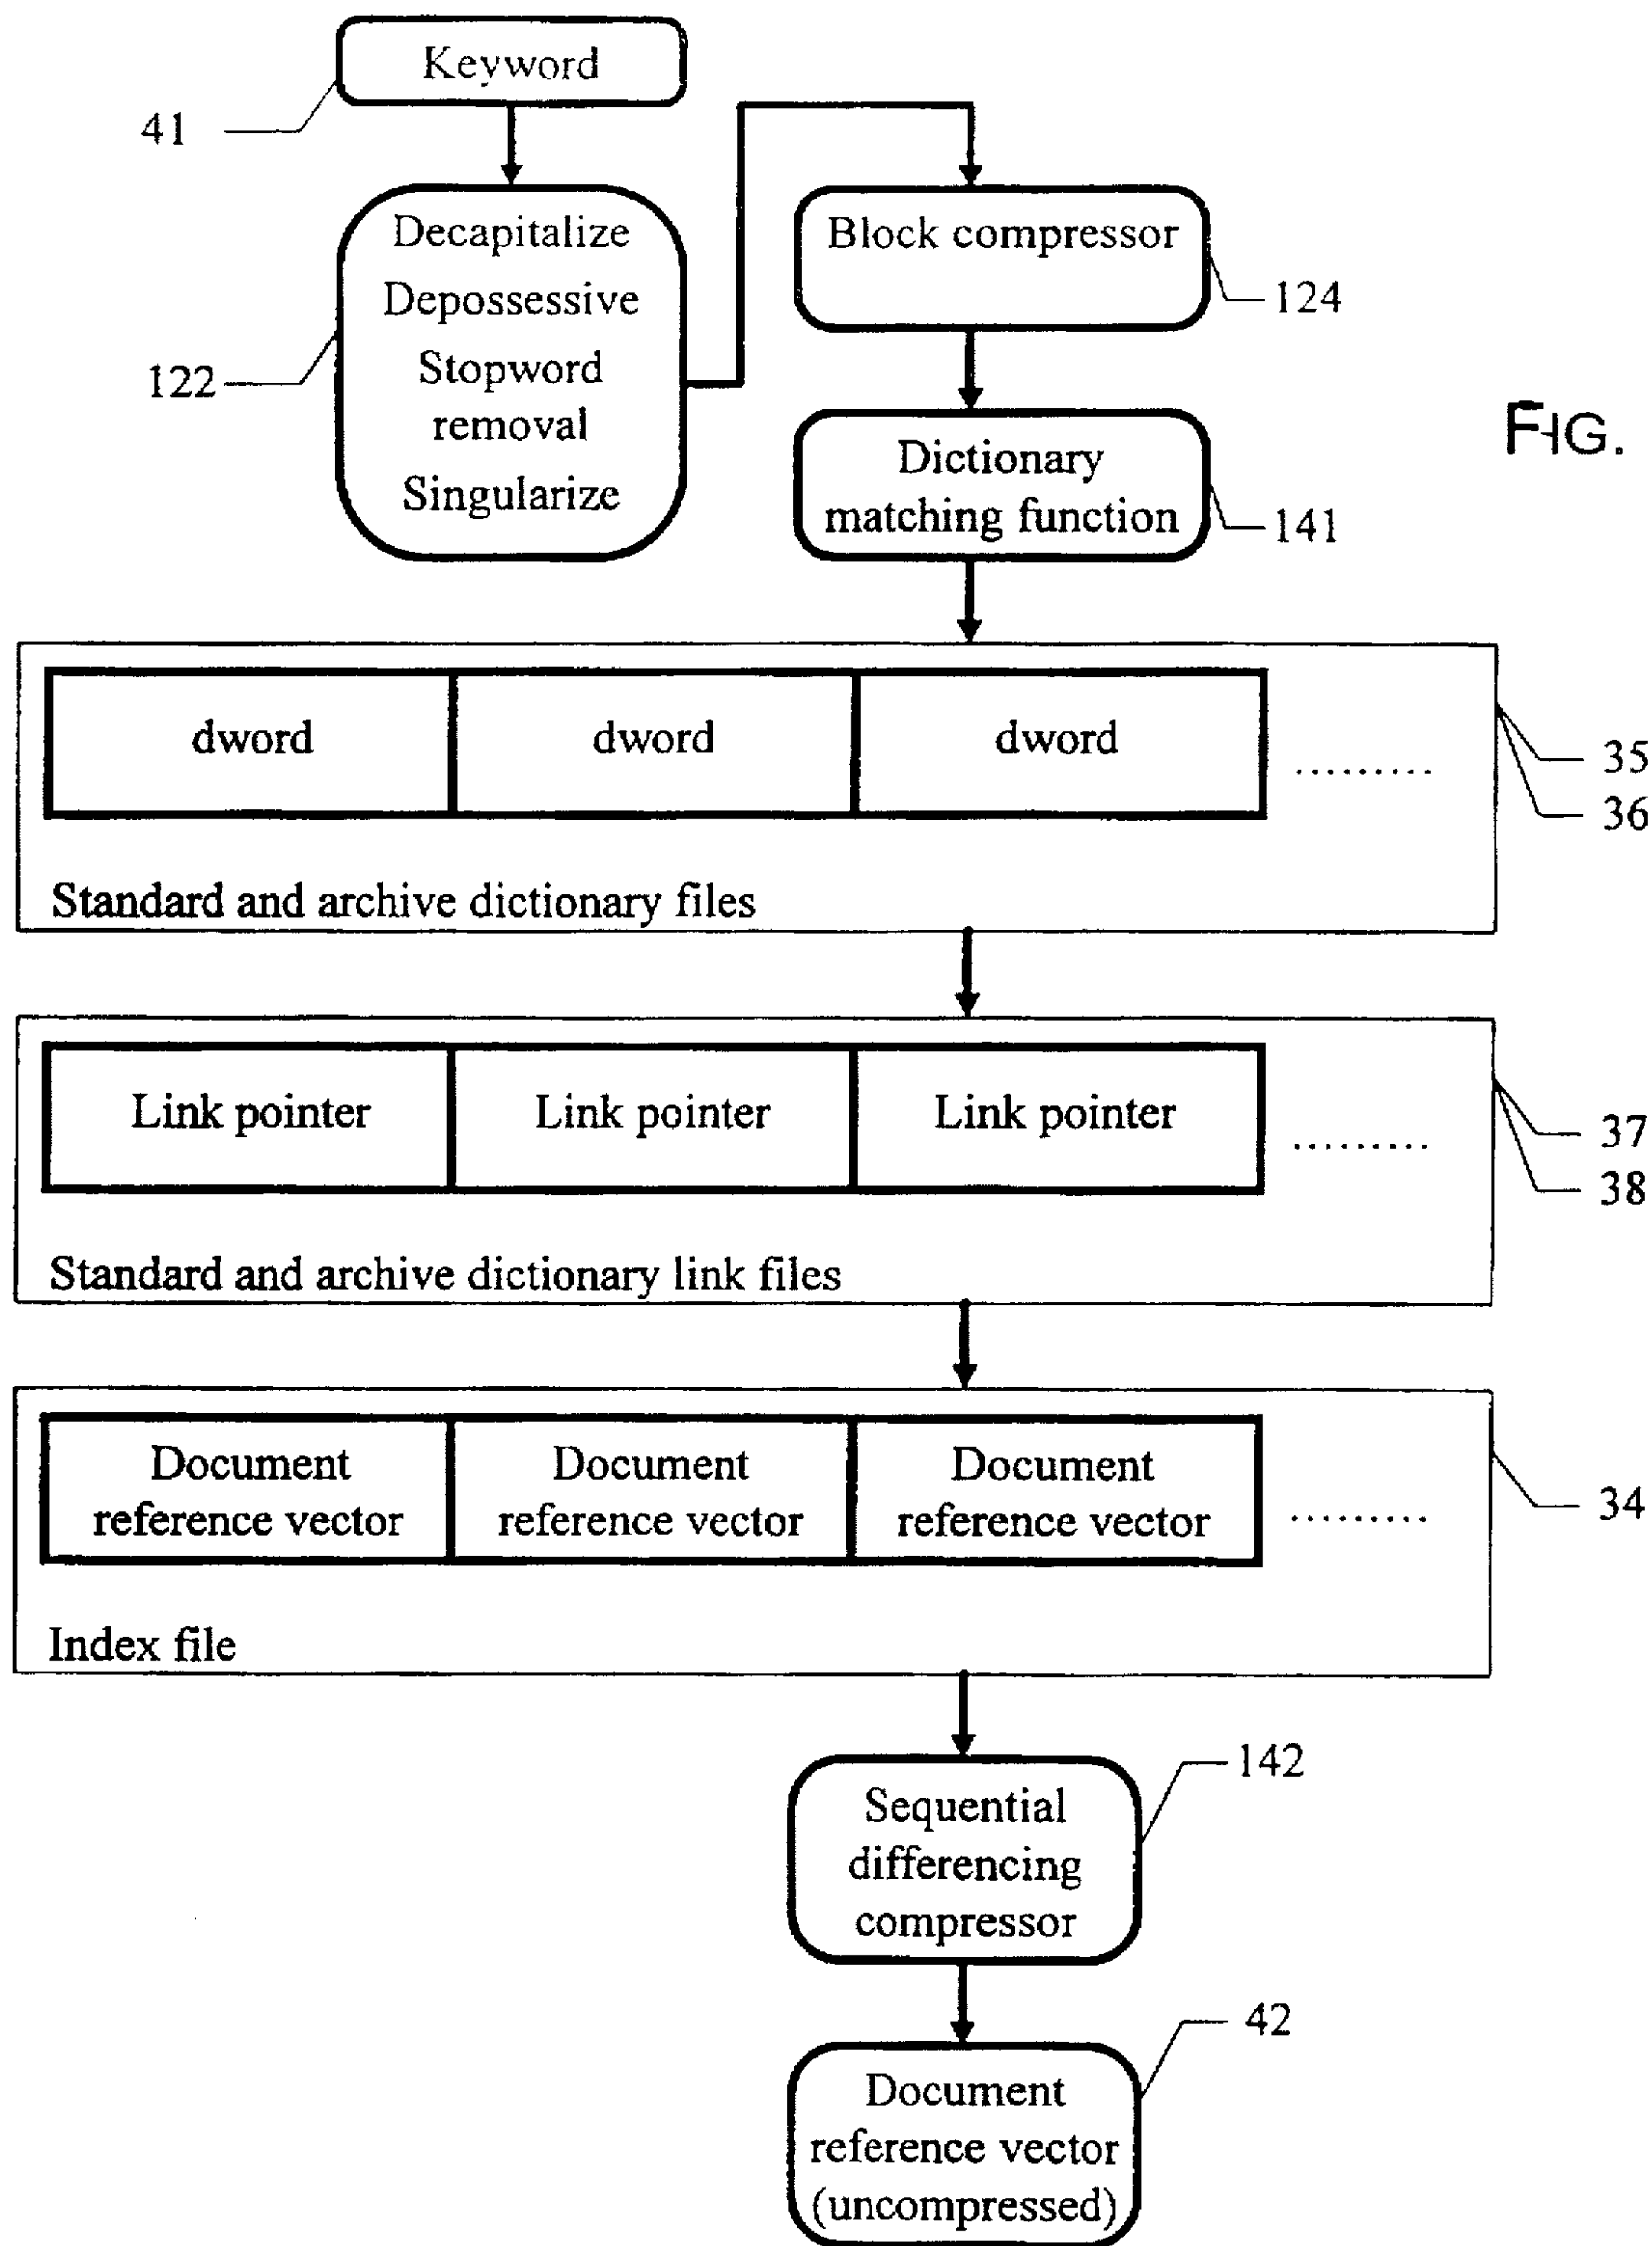 Keyword
41
Decapitalize
Depossessive
Stopword
removal
Singularize
122
Block compressor
124
Dictionary
matching function
141
FIG.
dword dword dword .........
35
36
Standard and archive dictionary files
Link pointer Link pointer Link pointer .........
37
38
Standard and archive dictionary link files
Document Document Document
reference vector reference vector reference vector .........
34
Index file
142
Sequential
differencing
compressor
42
Document
reference vector
(uncompressed)